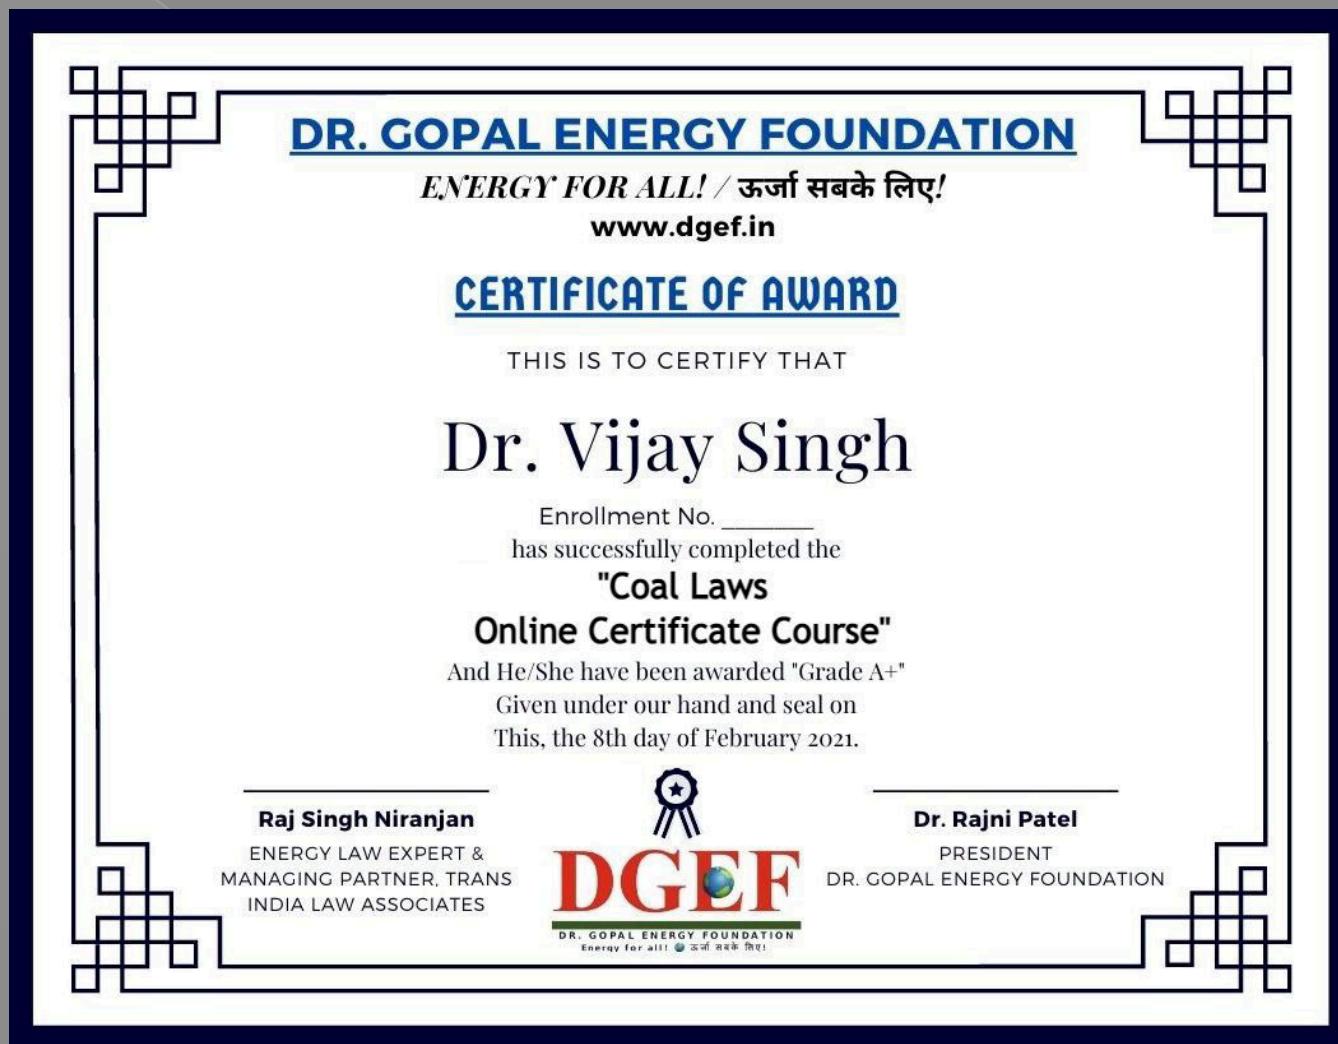 DR. GOPAL ENERGY FOUNDATION
ENERGY FOR ALL! / ऊर्जा सबके लिए!
www.dgef.in
CERTIFICATE OF AWARD
THIS IS TO CERTIFY THAT
Dr. Vijay Singh
Enrollment No. _______
has successfully completed the
"Coal Laws
Online Certificate Course"
And He/She have been awarded "Grade A+"
Given under our hand and seal on
This, the 8th day of February 2021.
Raj Singh Niranjan
ENERGY LAW EXPERT &
MANAGING PARTNER, TRANS
INDIA LAW ASSOCIATES
DGEF
DR. GOPAL ENERGY FOUNDATION
Energy for all! ऊर्जा सबके लिए!
Dr. Rajni Patel
PRESIDENT
DR. GOPAL ENERGY FOUNDATION